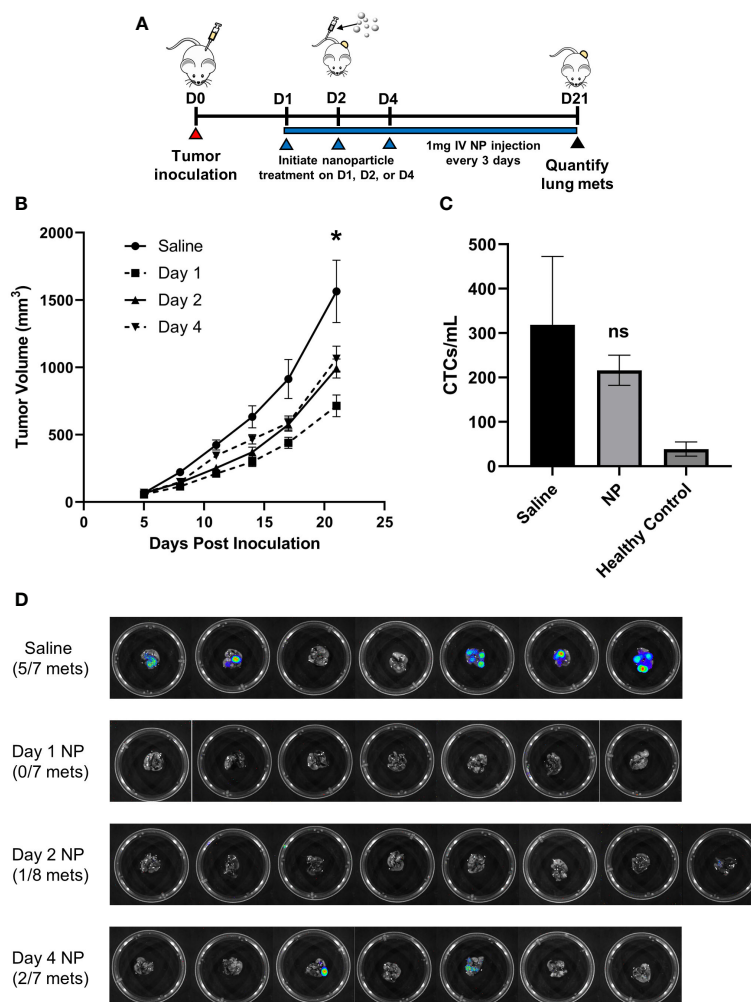 A
D0
D1
D2
D4
D21
Tumor
inoculation
Initiate nanoparticle
treatment on D1, D2, or D4
1mg IV NP injection
every 3 days
Quantify
lung mets
B
2000
1500
1000
500
0
Tumor Volume (mm³)
0 5 10 15 20 25
Days Post Inoculation
Saline
Day 1
Day 2
Day 4
*
C
500
400
300
200
100
0
CTCs/mL
ns
Saline
NP
Healthy Control
D
Saline
(5/7 mets)
Day 1 NP
(0/7 mets)
Day 2 NP
(1/8 mets)
Day 4 NP
(2/7 mets)